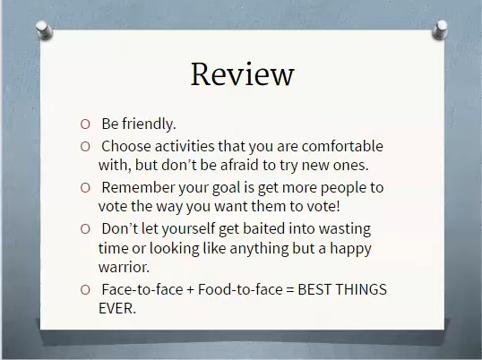 Review
O Be friendly.
O Choose activities that you are comfortable
with, but don't be afraid to try new ones.
O Remember your goal is get more people to
vote the way you want them to vote!
O Don't let yourself get baited into wasting
time or looking like anything but a happy
warrior.
O Face-to-face + Food-to-face = BEST THINGS
EVER.